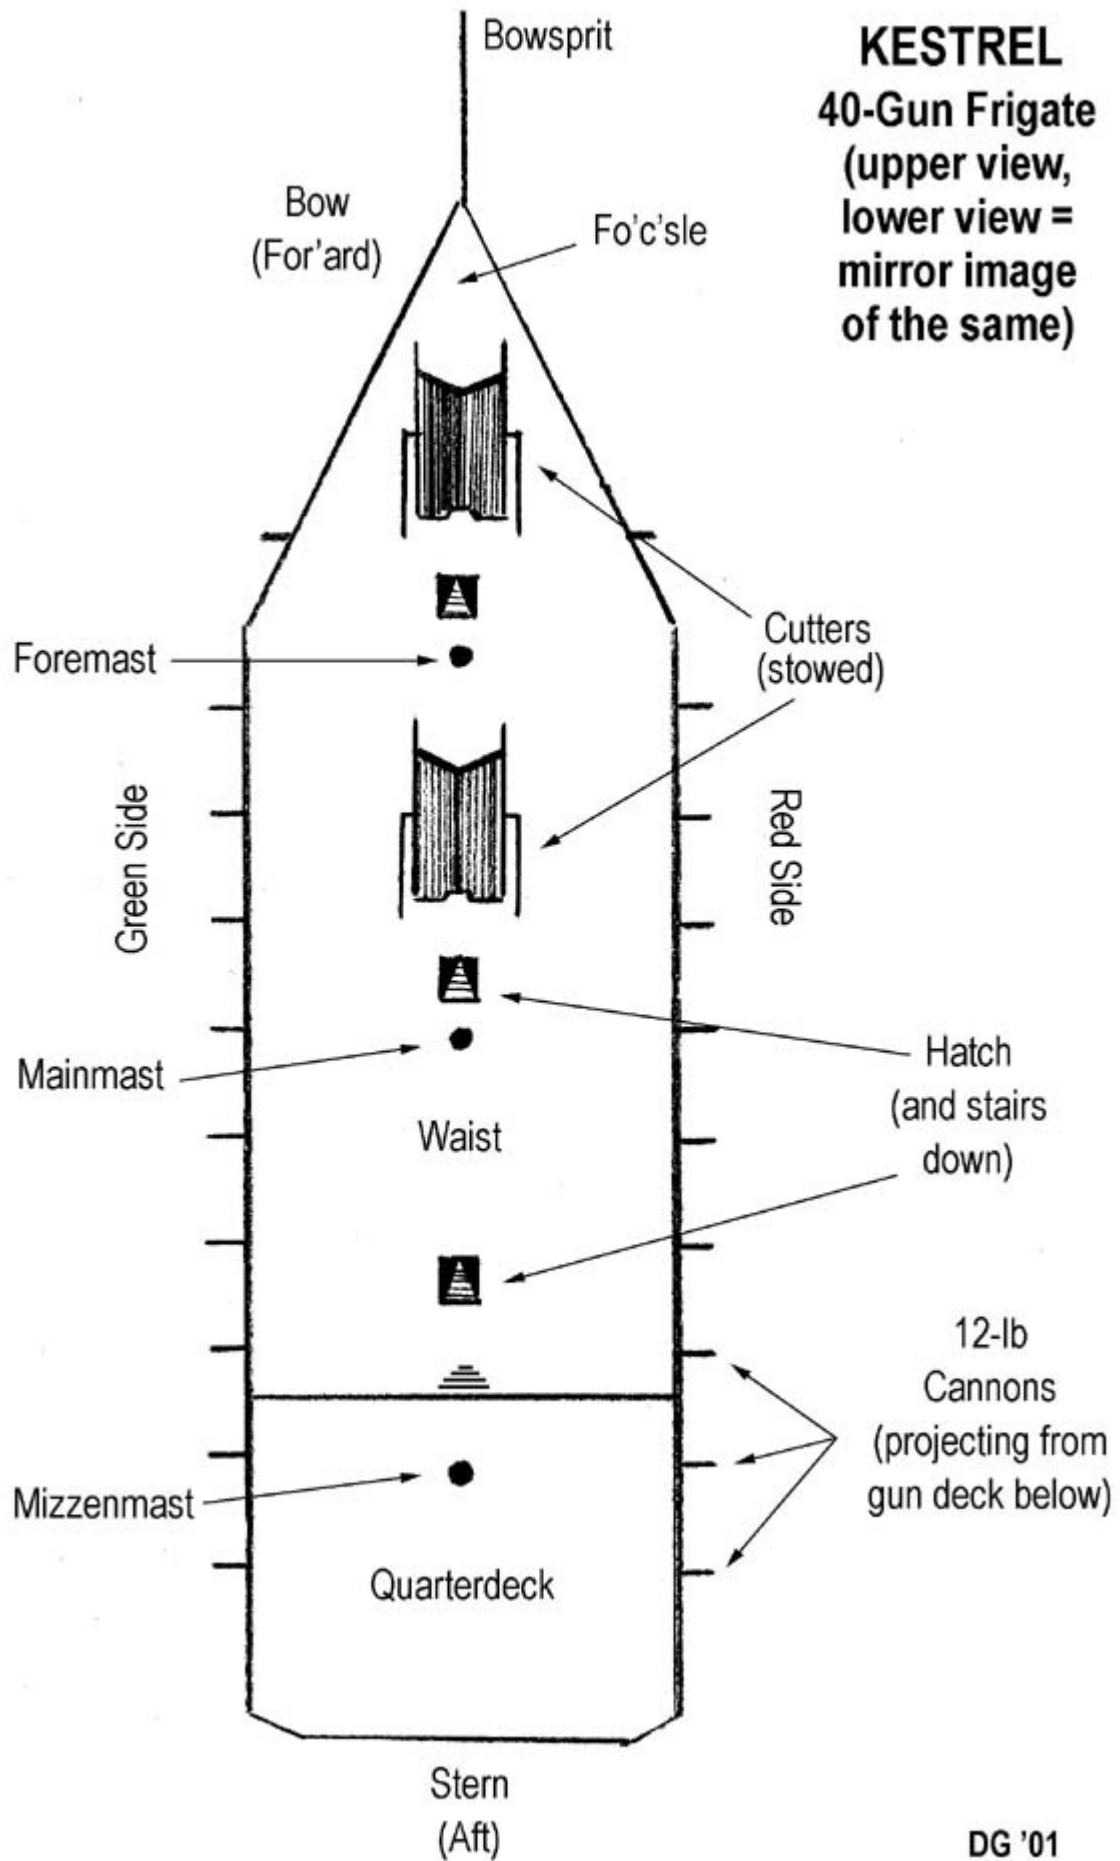 Bowsprit
KESTREL
40-Gun Frigate
(upper view,
lower view =
mirror image
of the same)
Bow
(For'ard)
Fo'c'sle
Foremast
Cutters
(stowed)
Green Side
Red Side
Mainmast
Hatch
(and stairs
down)
Waist
12-lb
Cannons
(projecting from
gun deck below)
Mizzenmast
Quarterdeck
Stern
(Aft)
DG '01